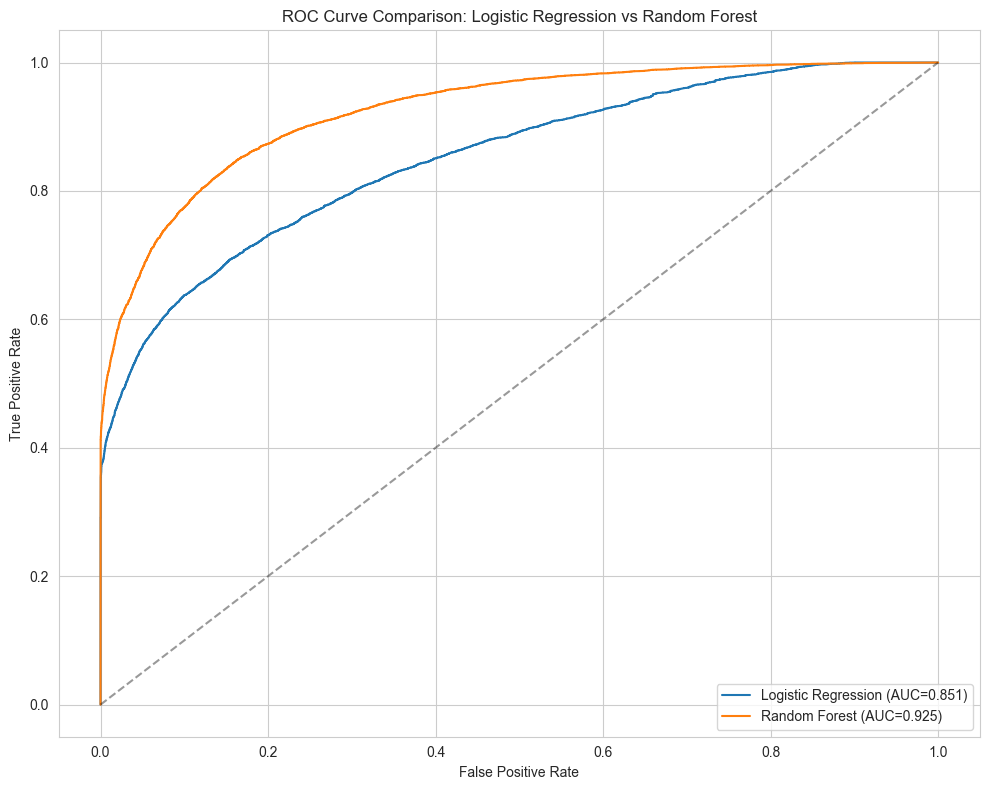 ROC Curve Comparison: Logistic Regression vs Random Forest
1.0
0.8
0.6
0.4
0.2
0.0
True Positive Rate
0.0 0.2 0.4 0.6 0.8 1.0
False Positive Rate
Logistic Regression (AUC=0.851)
Random Forest (AUC=0.925)